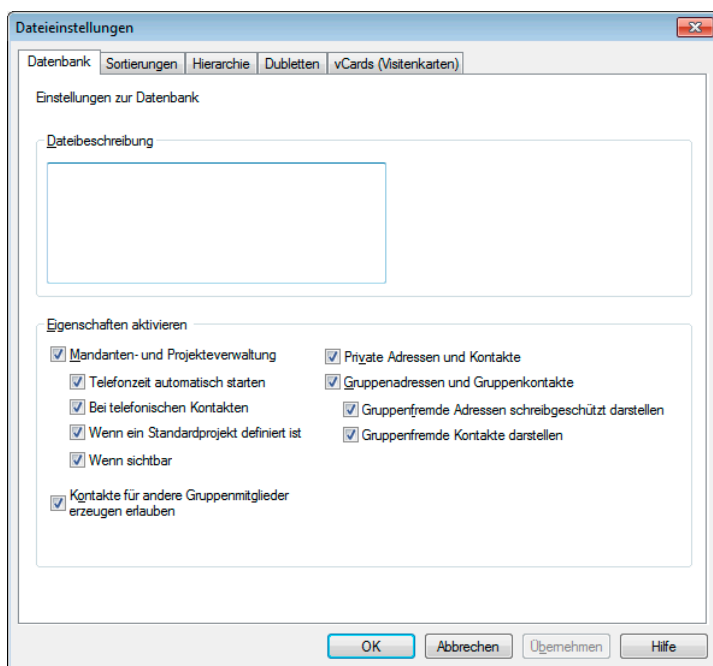 Dateieinstellungen
Datenbank Sortierungen Hierarchie Dubletten vCards (Visitenkarten)
Einstellungen zur Datenbank
Dateibeschreibung
Eigenschaften aktivieren
Mandanten- und Projekteverwaltung
Telefonzeit automatisch starten
Bei telefonischen Kontakten
Wenn ein Standardprojekt definiert ist
Wenn sichtbar
Kontakte für andere Gruppenmitglieder
erzeugen erlauben
Private Adressen und Kontakte
Gruppenadressen und Gruppenkontakte
Gruppenfremde Adressen schreibgeschützt darstellen
Gruppenfremde Kontakte darstellen
OK Abbrechen Übernehmen Hilfe